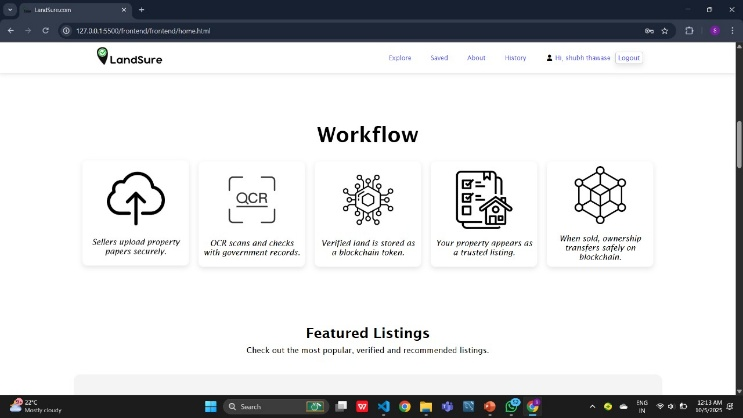 LandSure.com
127.0.0.1:5500/frontend/frontend/home.html
S
LandSure
Explore
Saved
About
History
Hi, shubh thawase
Logout
Workflow
Sellers upload property
papers securely.
OCR
OCR scans and checks
with government records.
Verified land is stored as
a blockchain token.
Your property appears as
a trusted listing.
When sold, ownership
transfers safely on
blockchain.
Featured Listings
Check out the most popular, verified and recommended listings.
22°C
Mostly cloudy
Search
ENG
IN
12:13 AM
10/5/2025